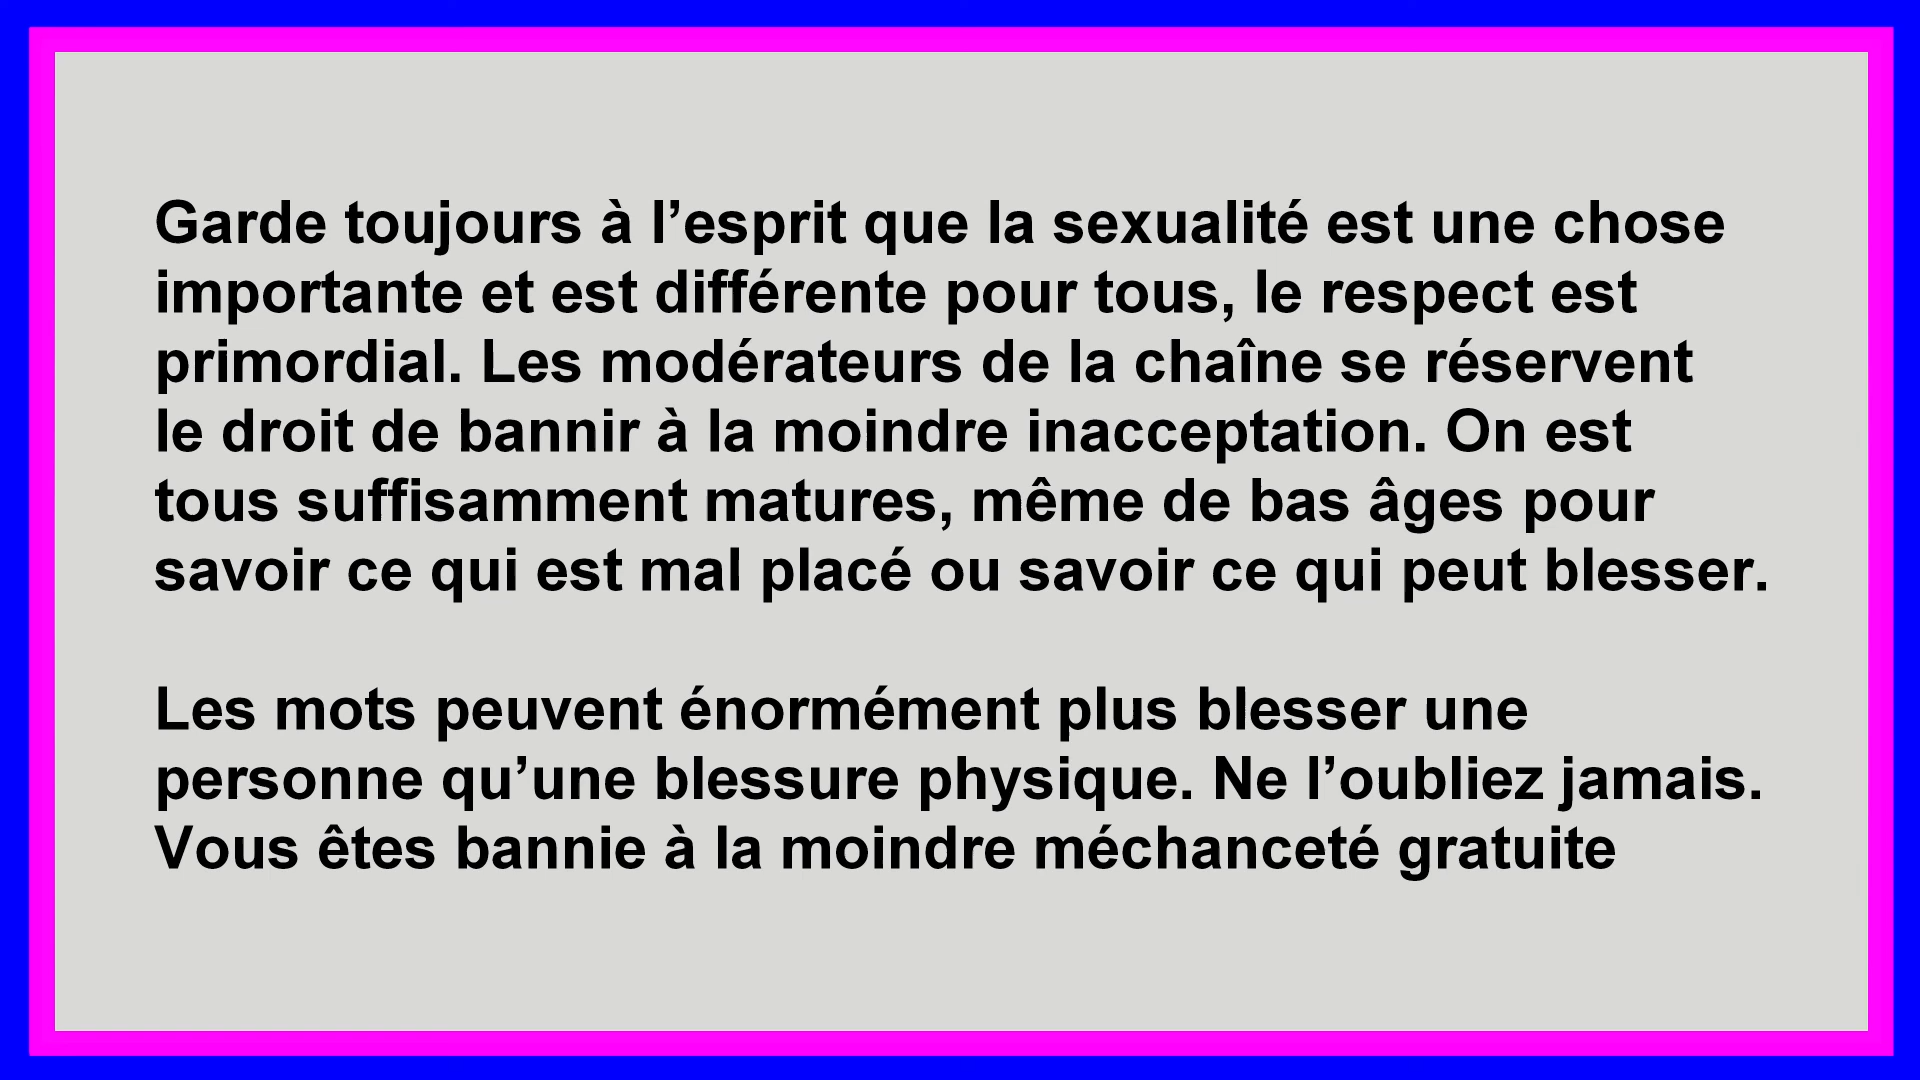 Garde toujours à l’esprit que la sexualité est une chose
importante et est différente pour tous, le respect est
primordial. Les modérateurs de la chaîne se réservent
le droit de bannir à la moindre inacceptation. On est
tous suffisamment matures, même de bas âges pour
savoir ce qui est mal placé ou savoir ce qui peut blesser.
Les mots peuvent énormément plus blesser une
personne qu’une blessure physique. Ne l’oubliez jamais.
Vous êtes bannie à la moindre méchanceté gratuite